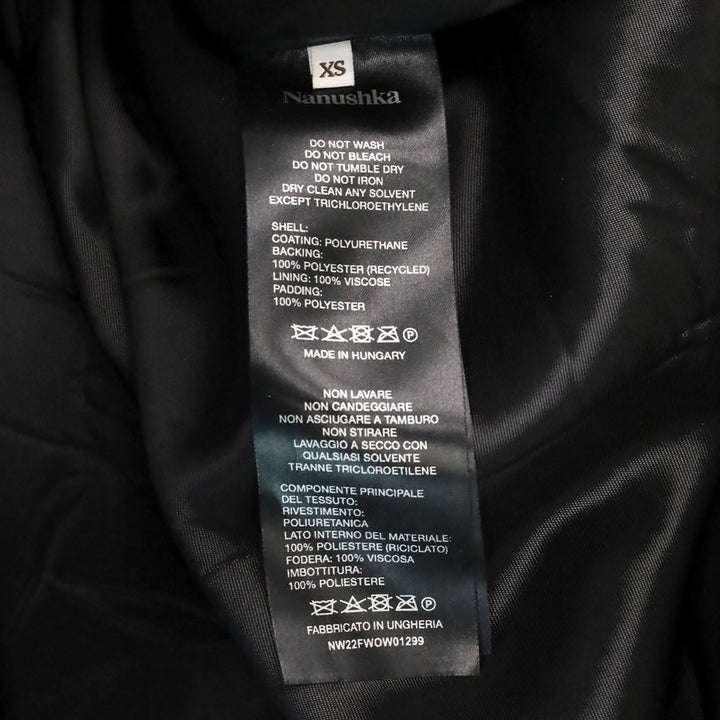 XS
Nanushka
DO NOT WASH
DO NOT BLEACH
DO NOT TUMBLE DRY
DO NOT IRON
DRY CLEAN ANY SOLVENT
EXCEPT TRICHLOROETHYLENE
SHELL:
COATING: POLYURETHANE
BACKING:
100% POLYESTER (RECYCLED)
LINING: 100% VISCOSE
PADDING:
100% POLYESTER
P
MADE IN HUNGARY
NON LAVARE
NON CANDEGGIARE
NON ASCIUGARE A TAMBURO
NON STIRARE
LAVAGGIO A SECCO CON
QUALSIASI SOLVENTE
TRANNE TRICLOROETILENE
COMPONENTE PRINCIPALE
DEL TESSUTO:
RIVESTIMENTO:
POLIURETANICA
LATO INTERNO DEL MATERIALE:
100% POLIESTERE (RICICLATO)
FODERA: 100% VISCOSA
IMBOTTITURA:
100% POLIESTERE
P
FABBRICATO IN UNGHERIA
NW22FWOW01299